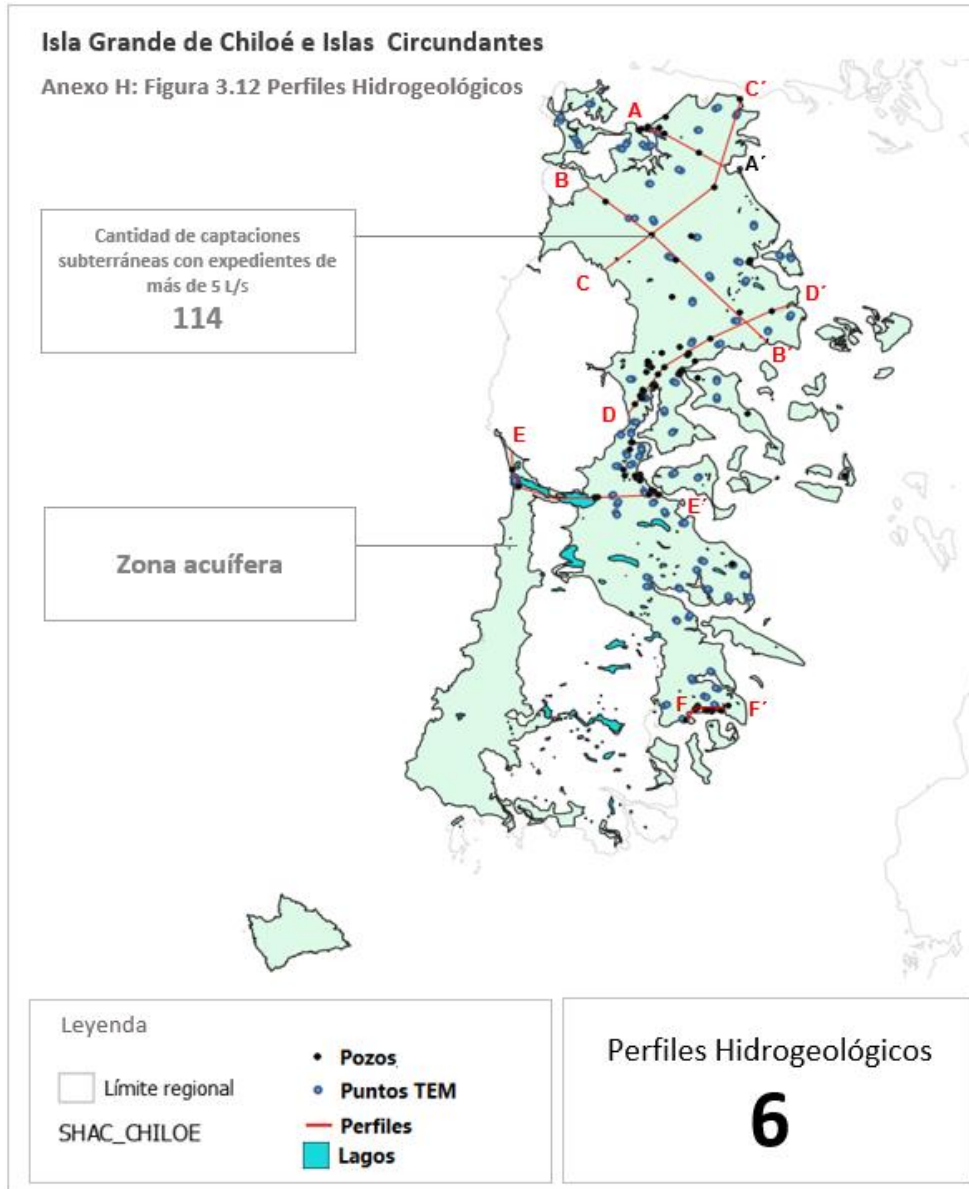 Isla Grande de Chiloé e Islas Circundantes
Anexo H: Figura 3.12 Perfiles Hidrogeológicos
C´
A
A´
B
Cantidad de captaciones
subterráneas con expedientes de
más de 5 L/s
114
C
D´
B´
D
E
E´
Zona acuífera
F
F´
Leyenda
Límite regional
SHAC_CHILOE
Pozos
Puntos TEM
Perfiles
Lagos
Perfiles Hidrogeológicos
6